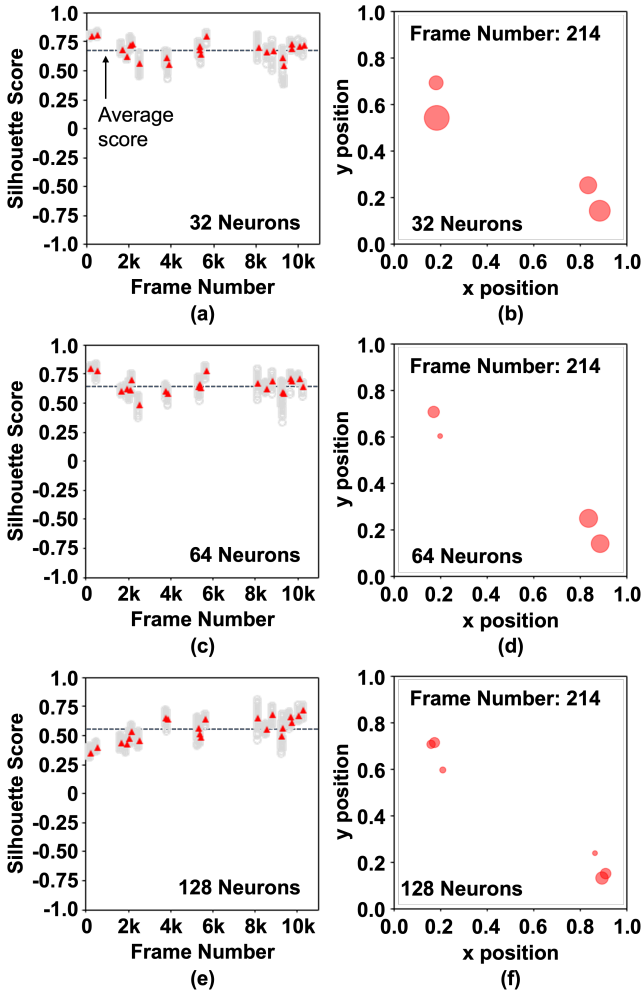 Silhouette Score
1.0
0.75
0.50
0.25
0
-0.25
-0.50
-0.75
-1.0
Average
score
32 Neurons
0
2k
4k
6k
8k
10k
Frame Number
(a)
y position
1.0
0.8
0.6
0.4
0.2
0.0
Frame Number: 214
32 Neurons
0.0
0.2
0.4
0.6
0.8
1.0
x position
(b)
Silhouette Score
1.0
0.75
0.50
0.25
0
-0.25
-0.50
-0.75
-1.0
64 Neurons
0
2k
4k
6k
8k
10k
Frame Number
(c)
y position
1.0
0.8
0.6
0.4
0.2
0.0
Frame Number: 214
64 Neurons
0.0
0.2
0.4
0.6
0.8
1.0
x position
(d)
Silhouette Score
1.0
0.75
0.50
0.25
0
-0.25
-0.50
-0.75
-1.0
128 Neurons
0
2k
4k
6k
8k
10k
Frame Number
(e)
y position
1.0
0.8
0.6
0.4
0.2
0.0
Frame Number: 214
128 Neurons
0.0
0.2
0.4
0.6
0.8
1.0
x position
(f)